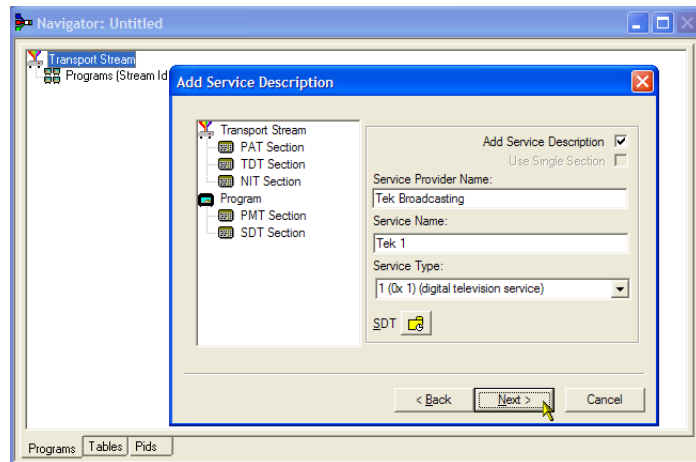 Navigator: Untitled
Transport Stream
Programs (Stream Id
Add Service Description
Transport Stream
PAT Section
TDT Section
NIT Section
Program
PMT Section
SDT Section
Add Service Description
Use Single Section
Service Provider Name:
Tek Broadcasting
Service Name:
Tek 1
Service Type:
1 (0x 1) (digital television service)
SDT
< Back
Next >
Cancel
Programs
Tables
Pids